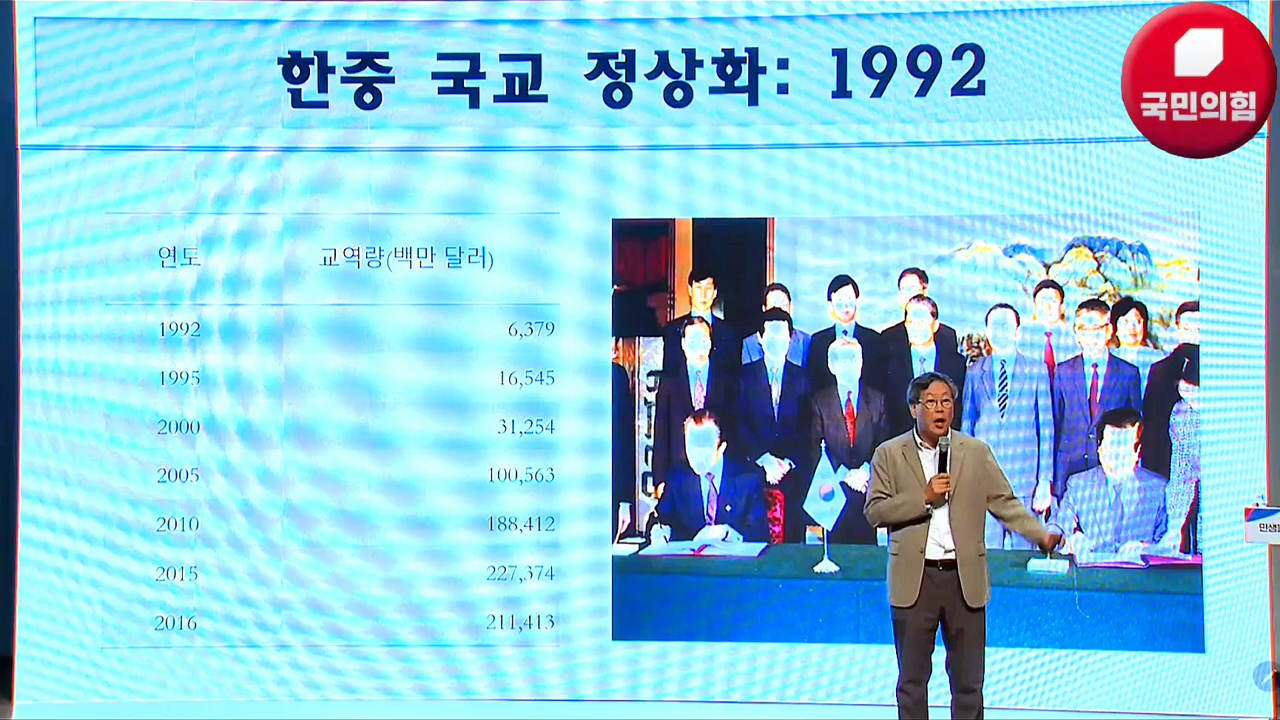 한중 국교 정상화: 1992
국민의힘
연도 교역량(백만 달러)
1992 6,379
1995 16,545
2000 31,254
2005 100,563
2010 188,412
2015 227,374
2016 211,413
민생